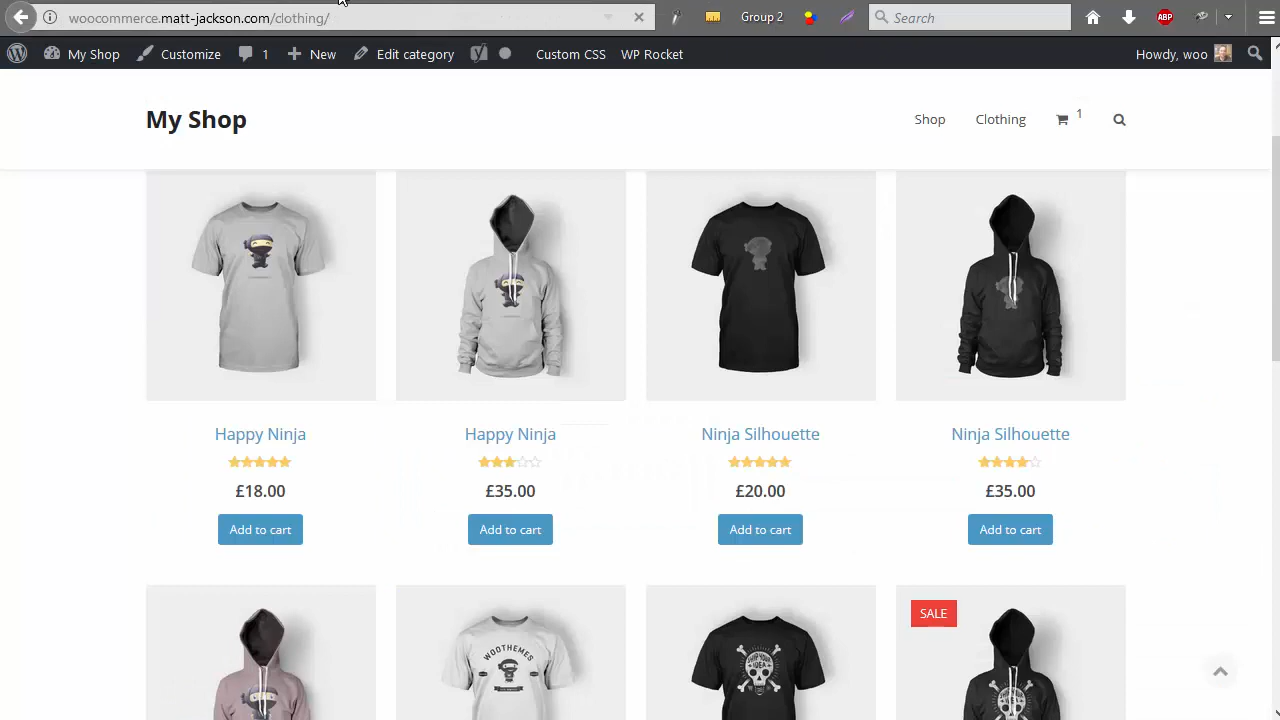 woocommerce.matt-jackson.com/clothing/
Group 2
Search
ABP
My Shop
Customize
1
New
Edit category
Custom CSS
WP Rocket
Howdy, woo
My Shop
Shop
Clothing
1
Happy Ninja
Happy Ninja
Ninja Silhouette
Ninja Silhouette
£18.00
£35.00
£20.00
£35.00
Add to cart
Add to cart
Add to cart
Add to cart
WOOTHEMES
SALE